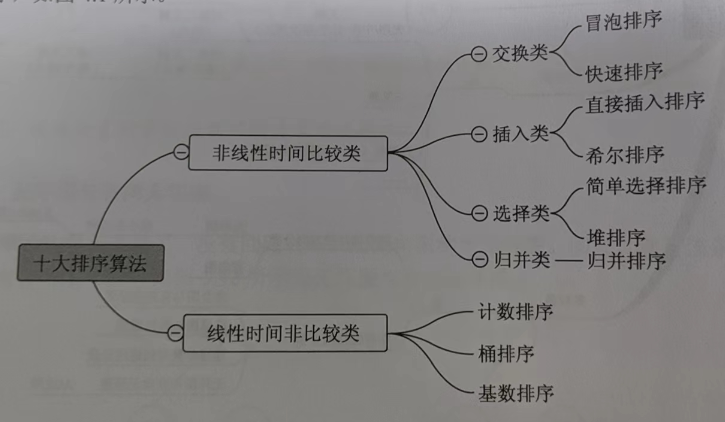 十大排序算法
非线性时间比较类
交换类
冒泡排序
快速排序
插入类
直接插入排序
希尔排序
选择类
简单选择排序
堆排序
归并类
归并排序
线性时间非比较类
计数排序
桶排序
基数排序